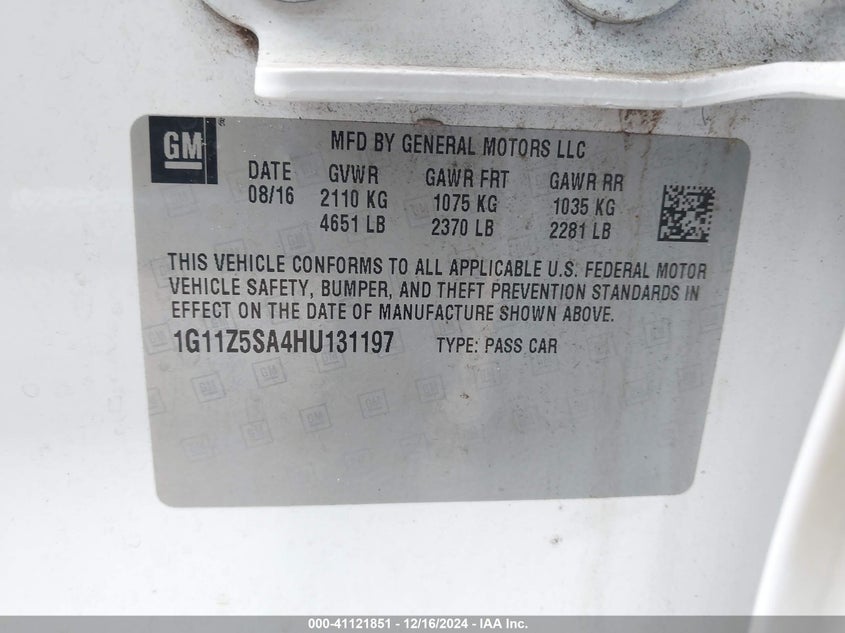 GM
MFD BY GENERAL MOTORS LLC
DATE GVWR GAWR FRT GAWR RR
08/16 2110 KG 1075 KG 1035 KG
4651 LB 2370 LB 2281 LB
THIS VEHICLE CONFORMS TO ALL APPLICABLE U.S. FEDERAL MOTOR
VEHICLE SAFETY, BUMPER, AND THEFT PREVENTION STANDARDS IN
EFFECT ON THE DATE OF MANUFACTURE SHOWN ABOVE.
1G11Z5SA4HU131197 TYPE: PASS CAR
000-41121851 - 12/16/2024 - IAA Inc.